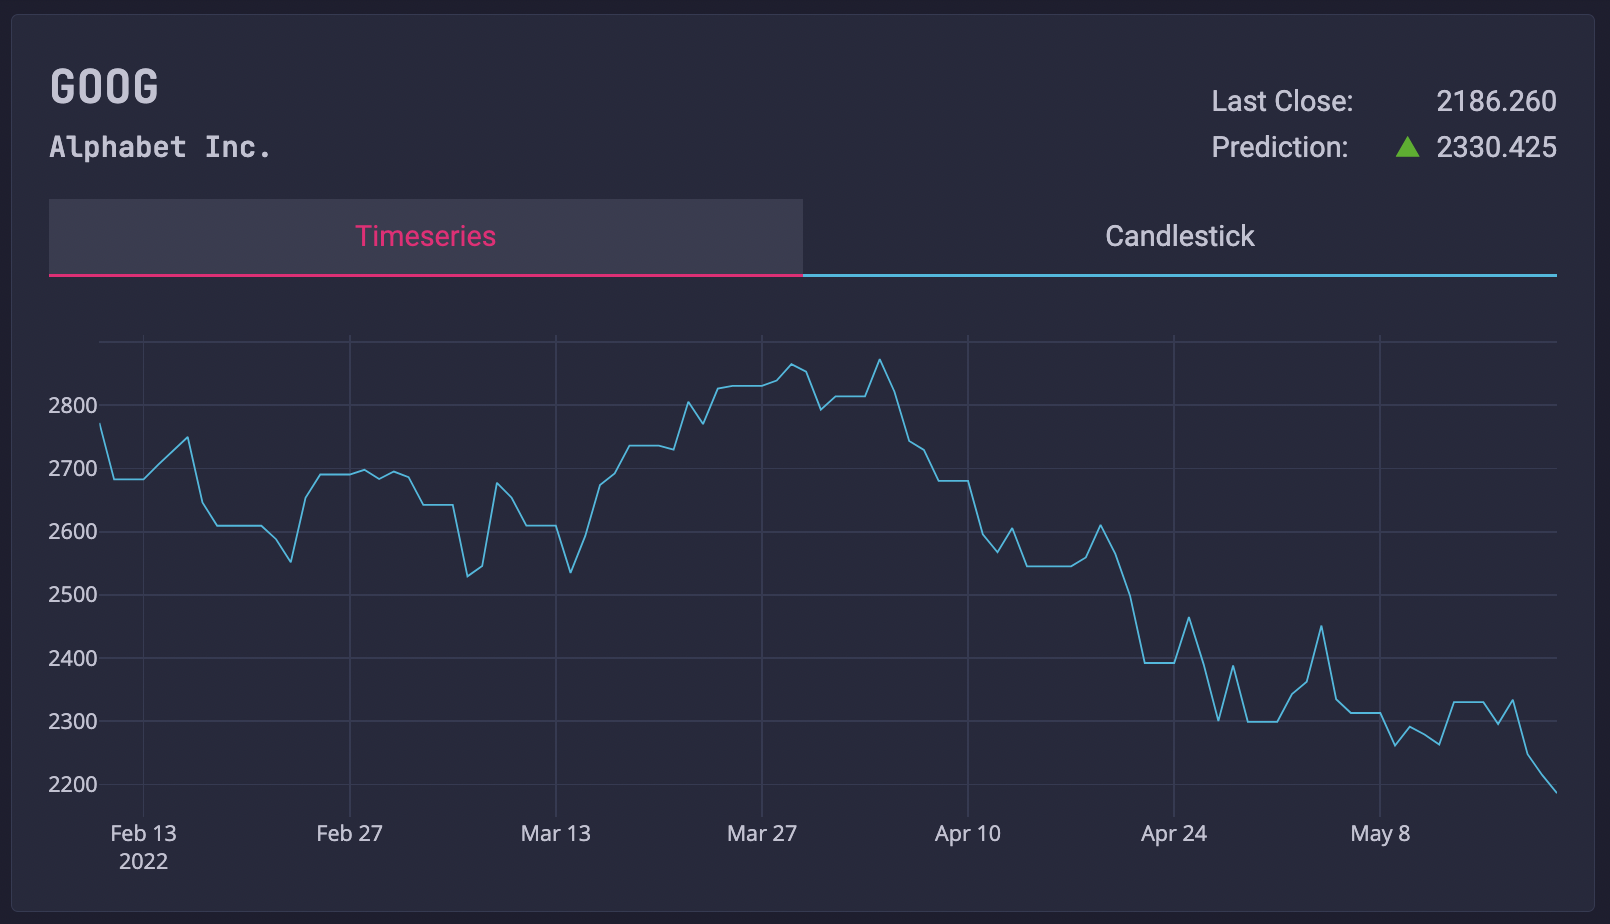 GOOG
Alphabet Inc.
Last Close: 2186.260
Prediction: 2330.425
Timeseries
Candlestick
2800
2700
2600
2500
2400
2300
2200
Feb 13 Feb 27 Mar 13 Mar 27 Apr 10 Apr 24 May 8
2022